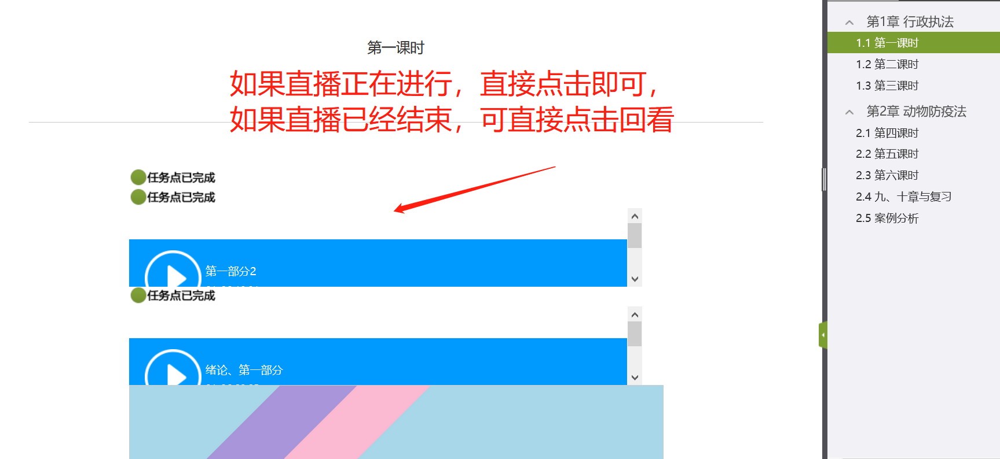 第一课时
如果直播正在进行，直接点击即可，
如果直播已经结束，可直接点击回看
任务点已完成
任务点已完成
第一部分2
任务点已完成
绪论、第一部分
第1章 行政执法
1.1 第一课时
1.2 第二课时
1.3 第三课时
第2章 动物防疫法
2.1 第四课时
2.2 第五课时
2.3 第六课时
2.4 九、十章与复习
2.5 案例分析